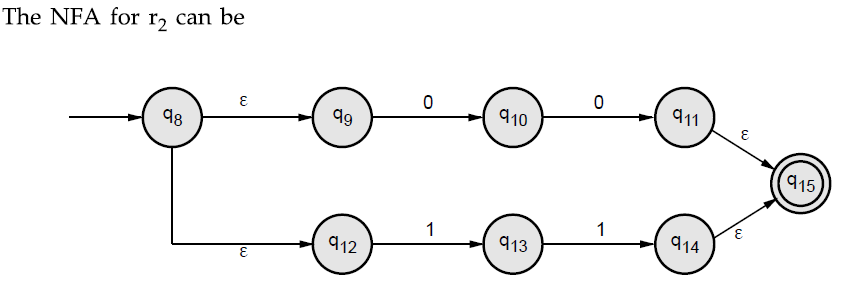 The NFA for r₂ can be
q₈ ε q₉ 0 q₁₀ 0 q₁₁
ε
q₁₅
ε q₁₂ 1 q₁₃ 1 q₁₄ ε